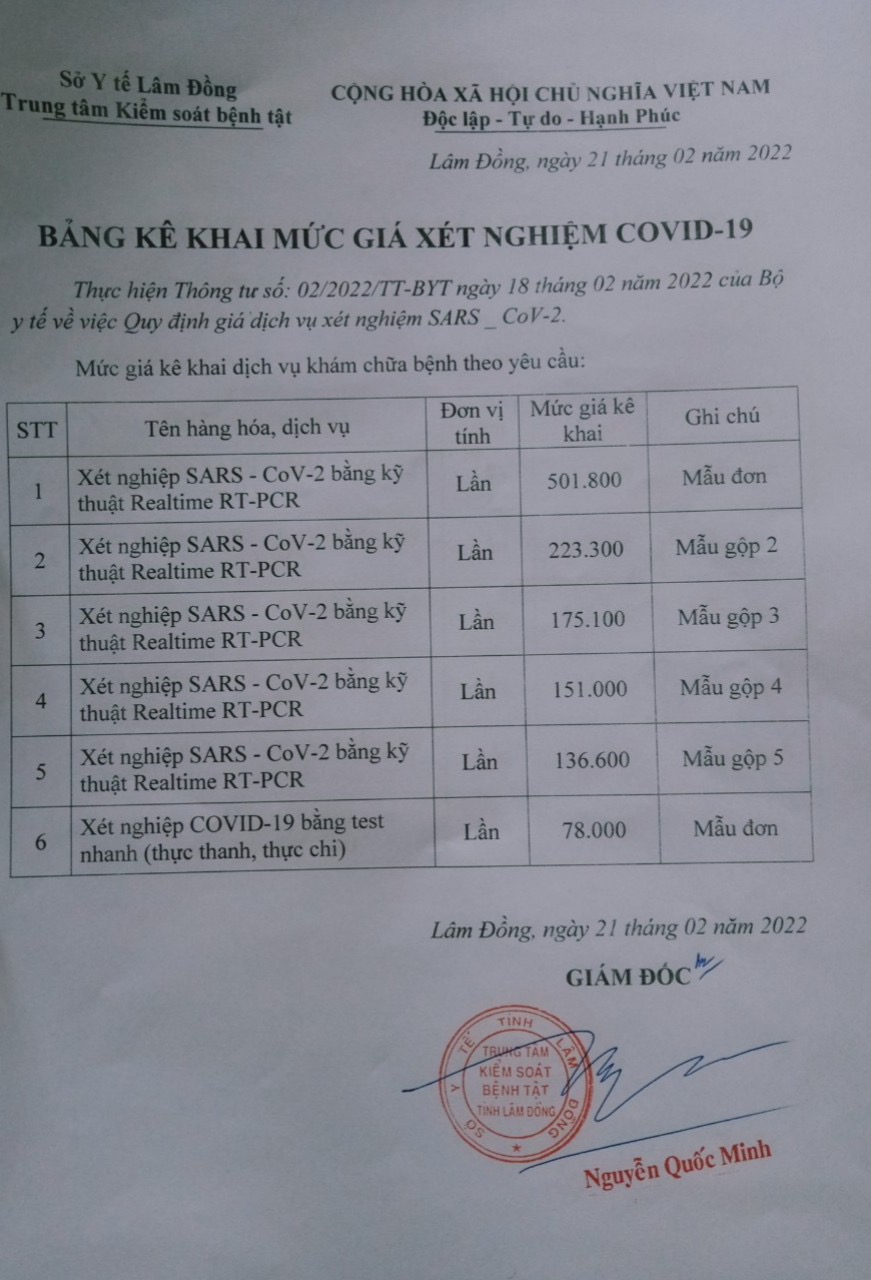 Sở Y tế Lâm Đồng
Trung tâm Kiểm soát bệnh tật
CỘNG HÒA XÃ HỘI CHỦ NGHĨA VIỆT NAM
Độc lập - Tự do - Hạnh Phúc
Lâm Đồng, ngày 21 tháng 02 năm 2022
BẢNG KÊ KHAI MỨC GIÁ XÉT NGHIỆM COVID-19
Thực hiện Thông tư số: 02/2022/TT-BYT ngày 18 tháng 02 năm 2022 của Bộ
y tế về việc Quy định giá dịch vụ xét nghiệm SARS _ CoV-2.
Mức giá kê khai dịch vụ khám chữa bệnh theo yêu cầu:
STT Tên hàng hóa, dịch vụ Đơn vị tính Mức giá kê khai Ghi chú
1 Xét nghiệp SARS - CoV-2 bằng kỹ thuật Realtime RT-PCR Lần 501.800 Mẫu đơn
2 Xét nghiệp SARS - CoV-2 bằng kỹ thuật Realtime RT-PCR Lần 223.300 Mẫu gộp 2
3 Xét nghiệp SARS - CoV-2 bằng kỹ thuật Realtime RT-PCR Lần 175.100 Mẫu gộp 3
4 Xét nghiệp SARS - CoV-2 bằng kỹ thuật Realtime RT-PCR Lần 151.000 Mẫu gộp 4
5 Xét nghiệp SARS - CoV-2 bằng kỹ thuật Realtime RT-PCR Lần 136.600 Mẫu gộp 5
6 Xét nghiệp COVID-19 bằng test nhanh (thực thanh, thực chi) Lần 78.000 Mẫu đơn
Lâm Đồng, ngày 21 tháng 02 năm 2022
GIÁM ĐỐC
SỞ Y TẾ TỈNH LÂM ĐỒNG
TRUNG TÂM
KIỂM SOÁT
BỆNH TẬT
TỈNH LÂM ĐỒNG
Nguyễn Quốc Minh